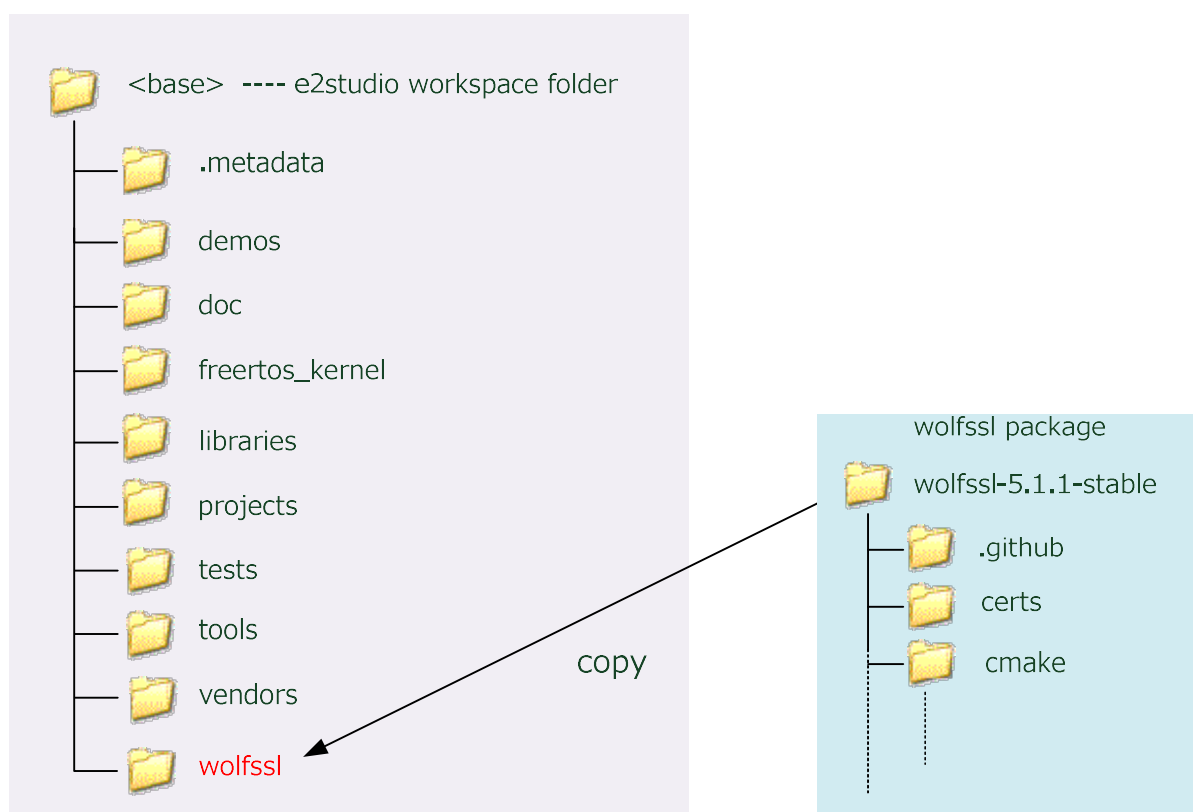 <base> ---- e2studio workspace folder
.metadata
demos
doc
freertos_kernel
libraries
projects
tests
tools
vendors
wolfssl
copy
wolfssl package
wolfssl-5.1.1-stable
.github
certs
cmake